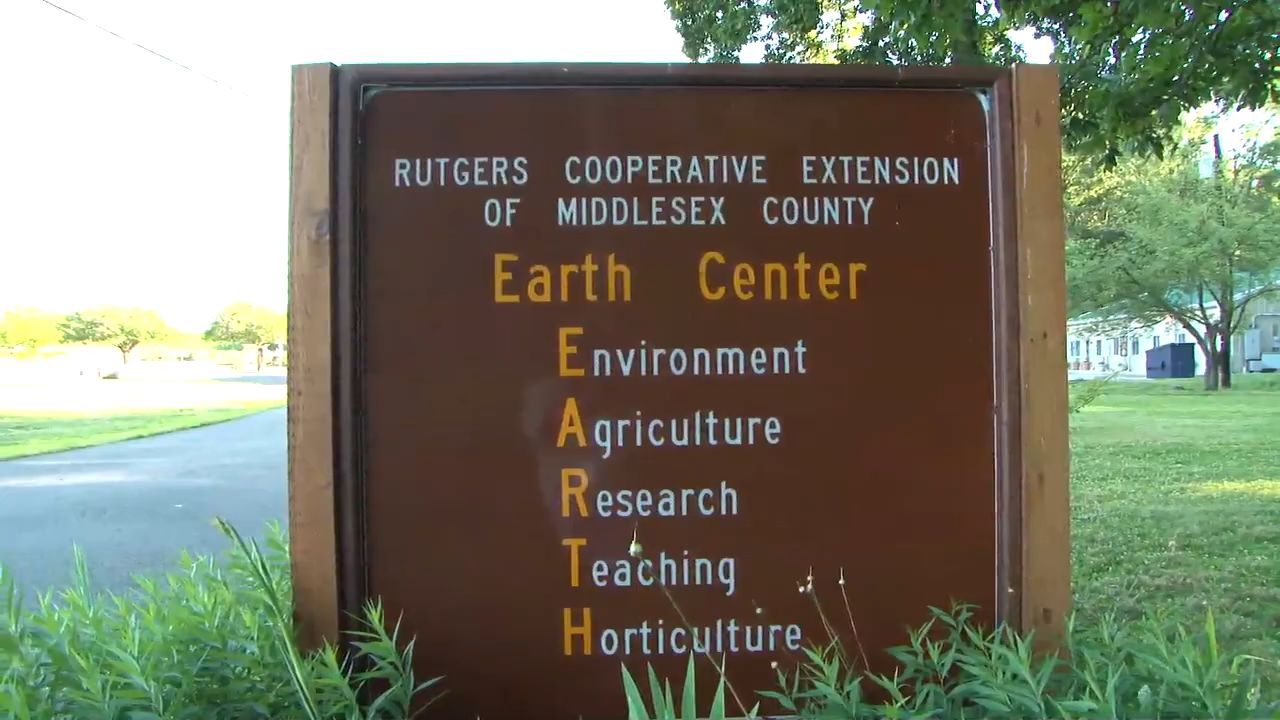 RUTGERS COOPERATIVE EXTENSION
OF MIDDLESEX COUNTY
Earth Center
Environment
Agriculture
Research
Teaching
Horticulture